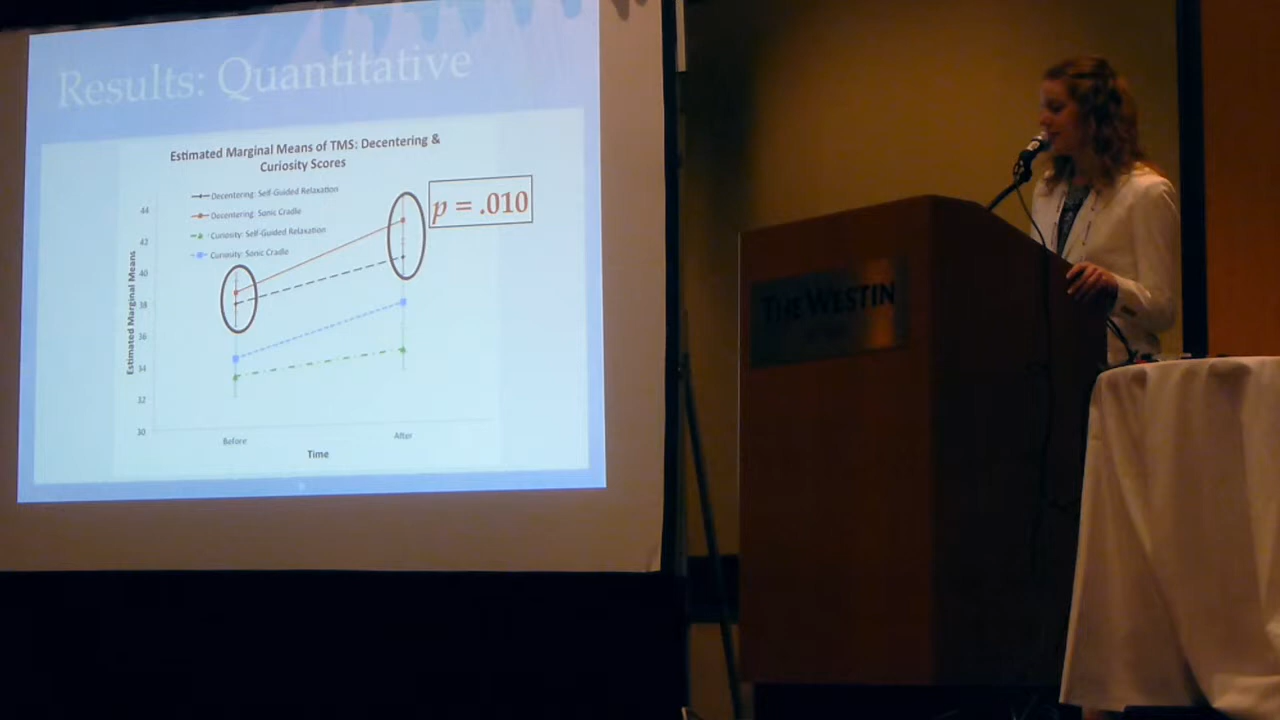 Results: Quantitative
Estimated Marginal Means of TMS: Decentering &
Curiosity Scores
Decentering: Self-Guided Relaxation
Decentering: Sonic Cradle
Curiosity: Self-Guided Relaxation
Curiosity: Sonic Cradle
p = .010
Estimated Marginal Means
44
42
40
38
36
34
32
30
Before
After
Time
THE WESTIN